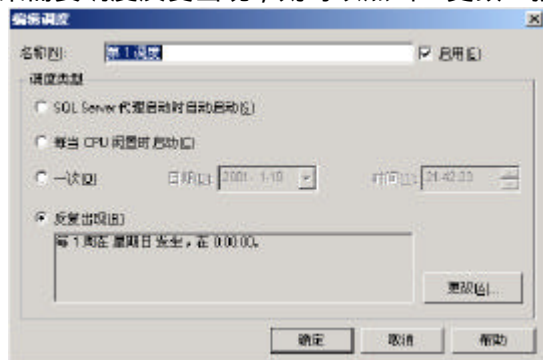 编辑调度
名称(N): 第 1 调度 启用(E)
调度类型
SQL Server 代理启动时自动启动(S)
每当 CPU 闲置时启动(C)
一次(O) 日期(D): 2001- 1-19 时间(T): 21:42:23
反复出现(R)
每 1 周在 星期日 发生,在 0:00:00。
更改(A)...
确定 取消 帮助